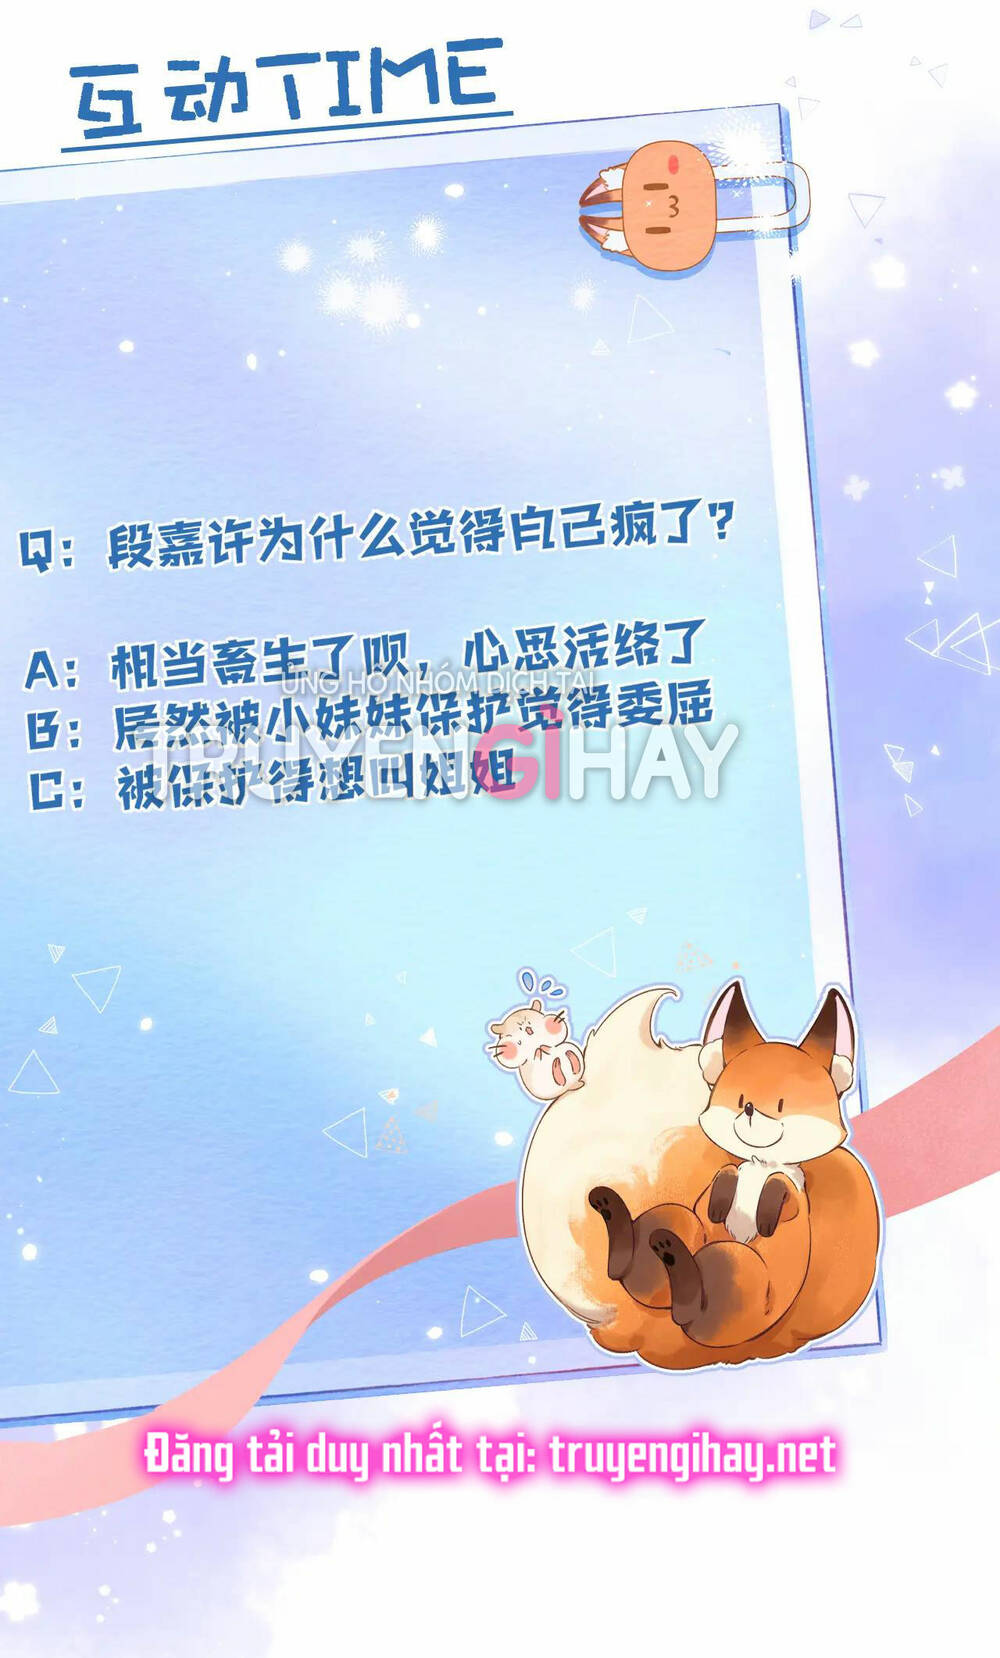 互动TIME
Q：段嘉许为什么觉得自己疯了？
A：相当畜生了呗，心思活络了
ỦNG HỘ NHÓM DỊCH TẠI
B：居然被小妹妹保护觉得委屈
TRUYENGIHAY
C：被保护得想叫姐姐
Đăng tải duy nhất tại: truyengihay.net